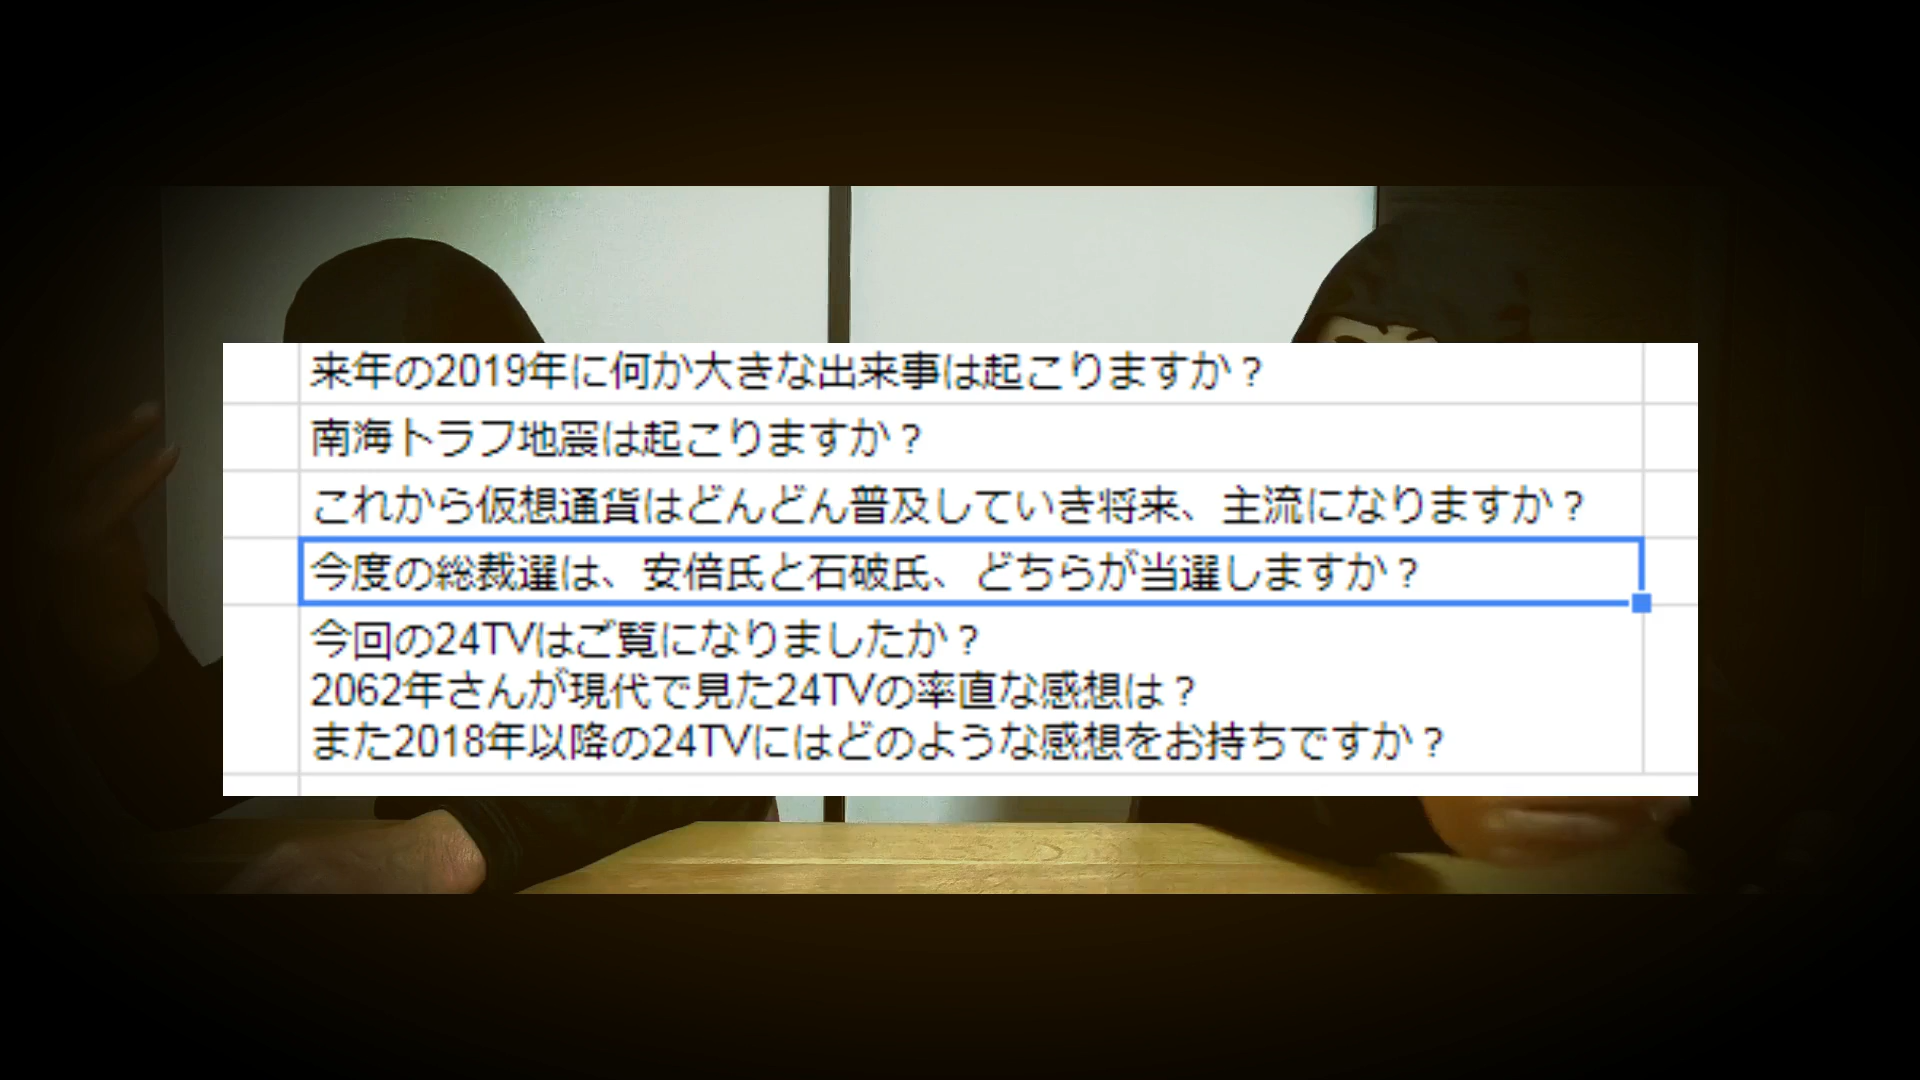 来年の2019年に何か大きな出来事は起こりますか？
南海トラフ地震は起こりますか？
これから仮想通貨はどんどん普及していき将来、主流になりますか？
今度の総裁選は、安倍氏と石破氏、どちらが当選しますか？
今回の24TVはご覧になりましたか？
2062年さんが現代で見た24TVの率直な感想は？
また2018年以降の24TVにはどのような感想をお持ちですか？